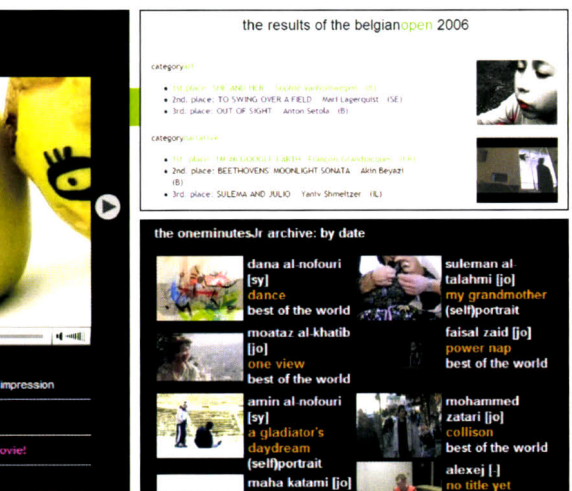 the results of the belgianopen 2006
category
2nd. place: TO SWING OVER A FIELD Mari Lagerquist (SE)
3rd. place: OUT OF SIGHT Anton Setola (B)
category
2nd. place: BEETHOVENS MOONLIGHT SONATA Akin Beyazi
(B)
3rd. place: SULEMA AND JULIO Yaniv Shmeltzer (IL)
impression
ovie!
the oneminutesJr archive: by date
dana al-nofouri
[sy]
dance
best of the world
suleman al-
talahmi [jo]
my grandmother
(self)portrait
moataz al-khatib
[jo]
one view
best of the world
faisal zaid [jo]
power nap
best of the world
amin al-nofouri
[sy]
a gladiator's
daydream
(self)portrait
mohammed
zatari [jo]
collison
best of the world
maha katami [jo]
alexej [-]
no title yet